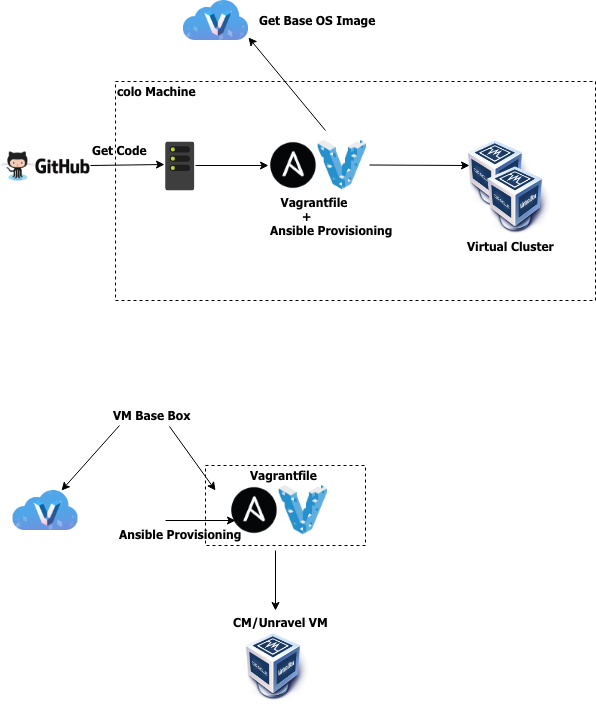 Get Base OS Image
colo Machine
Get Code
GitHub
Vagrantfile
+
Ansible Provisioning
Virtual Cluster
VM Base Box
Vagrantfile
Ansible Provisioning
CM/Unravel VM